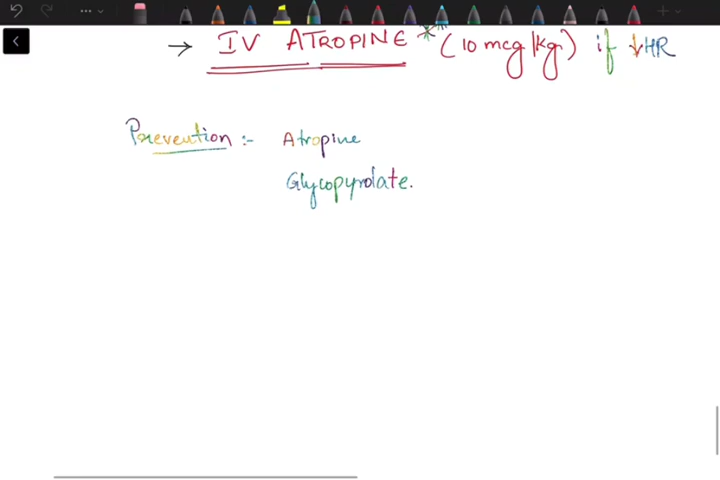 → IV ATROPINE * (10 mcg/kg) if ↓HR
Prevention :- Atropine
Glycopyrolate.